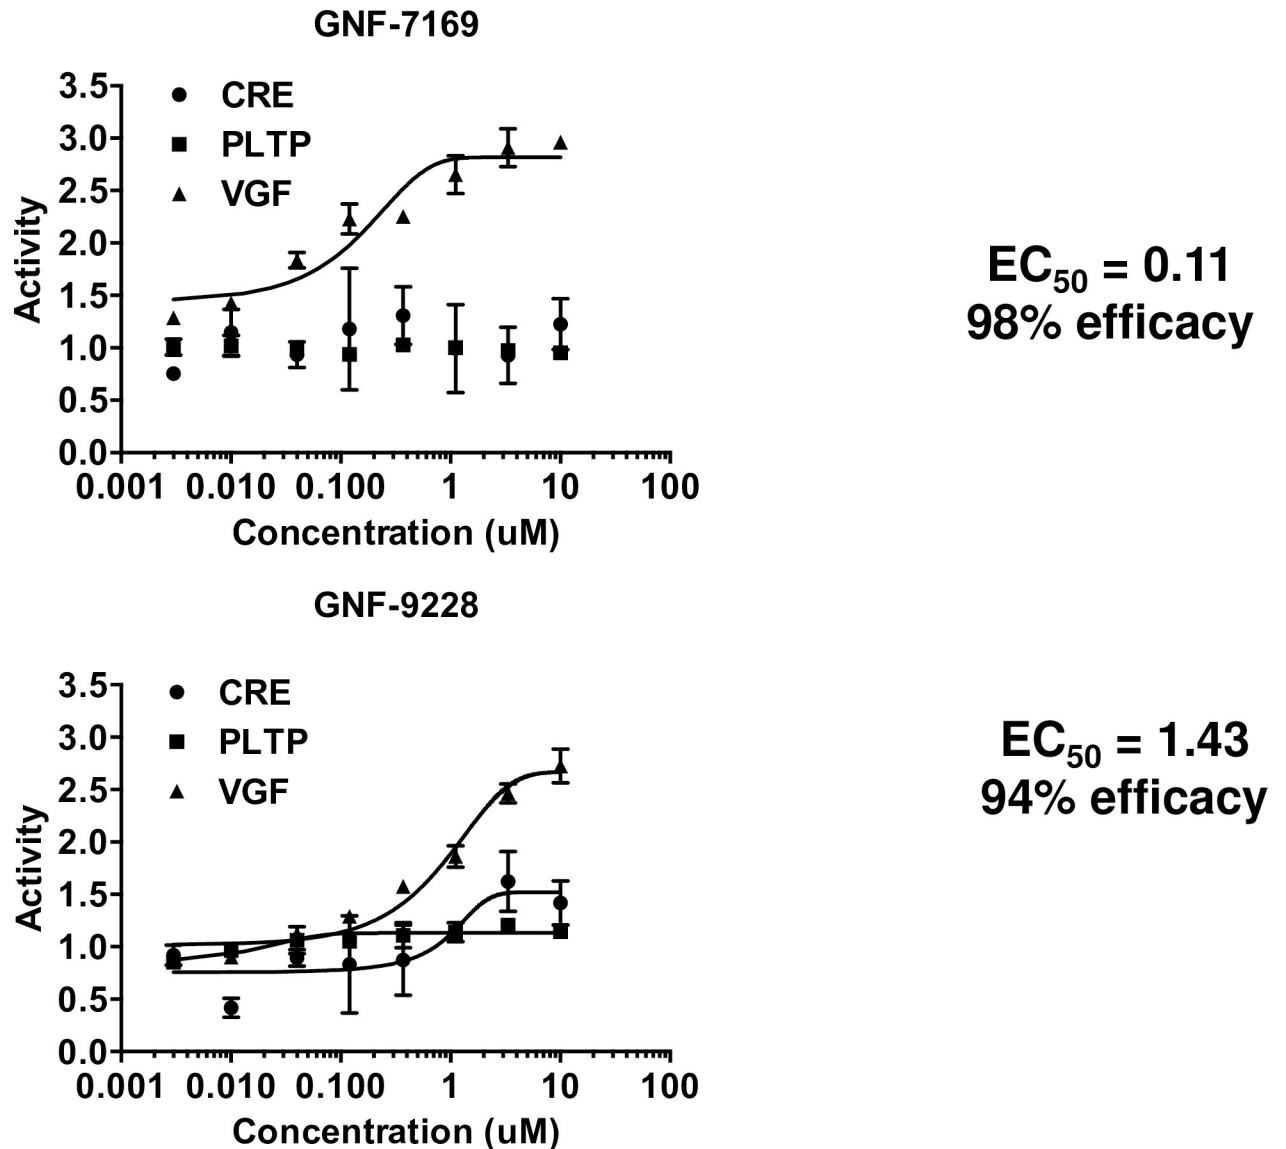 GNF-7169
3.5
3.0
2.5
2.0
1.5
1.0
0.5
0.0
Activity
CRE
PLTP
VGF
0.001 0.010 0.100 1 10 100
Concentration (uM)
EC50 = 0.11
98% efficacy
GNF-9228
3.5
3.0
2.5
2.0
1.5
1.0
0.5
0.0
Activity
CRE
PLTP
VGF
0.001 0.010 0.100 1 10 100
Concentration (uM)
EC50 = 1.43
94% efficacy